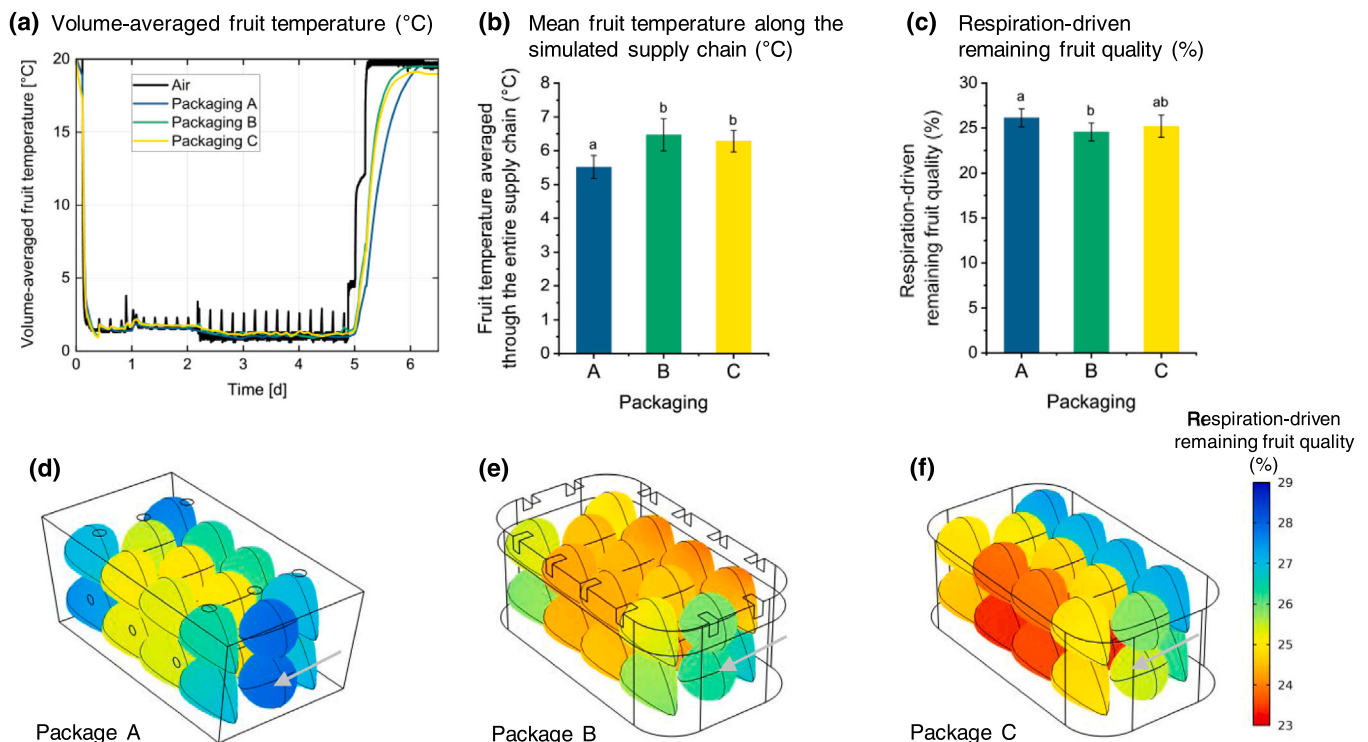 (a) Volume-averaged fruit temperature (°C)
Volume-averaged fruit temperature [°C]
20
15
10
5
0
Air
Packaging A
Packaging B
Packaging C
0 1 2 3 4 5 6
Time [d]
(b) Mean fruit temperature along the
simulated supply chain (°C)
Fruit temperature averaged
through the entire supply chain (°C)
8
7
6
5
4
3
2
1
0
a
b
b
A B C
Packaging
(c) Respiration-driven
remaining fruit quality (%)
Respiration-driven
remaining fruit quality (%)
30
25
20
15
10
5
0
a
b
ab
A B C
Packaging
(d)
Package A
(e)
Package B
(f)
Package C
Respiration-driven
remaining fruit quality
(%)
29
28
27
26
25
24
23